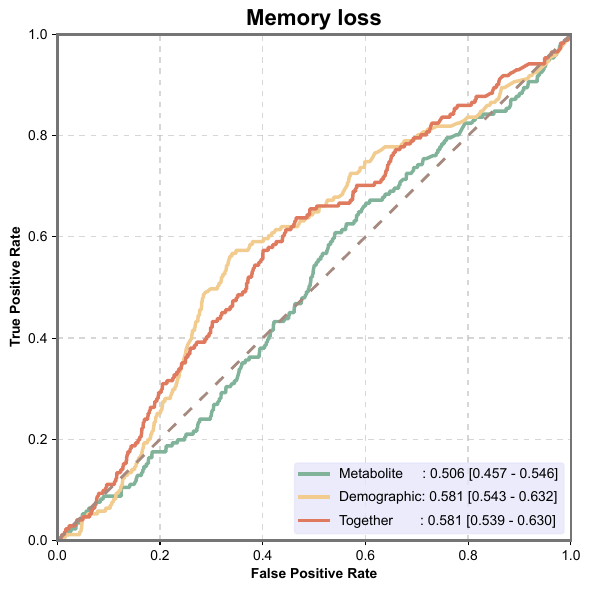 Memory loss
1.0
0.8
0.6
0.4
0.2
0.0
True Positive Rate
Metabolite : 0.506 [0.457 - 0.546]
Demographic: 0.581 [0.543 - 0.632]
Together : 0.581 [0.539 - 0.630]
0.0 0.2 0.4 0.6 0.8 1.0
False Positive Rate